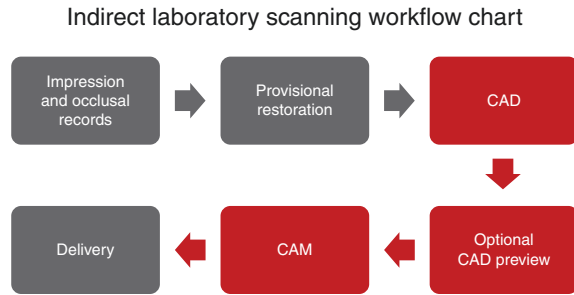 Indirect laboratory scanning workflow chart
Impression
and occlusal
records
Provisional
restoration
CAD
Optional
CAD preview
CAM
Delivery